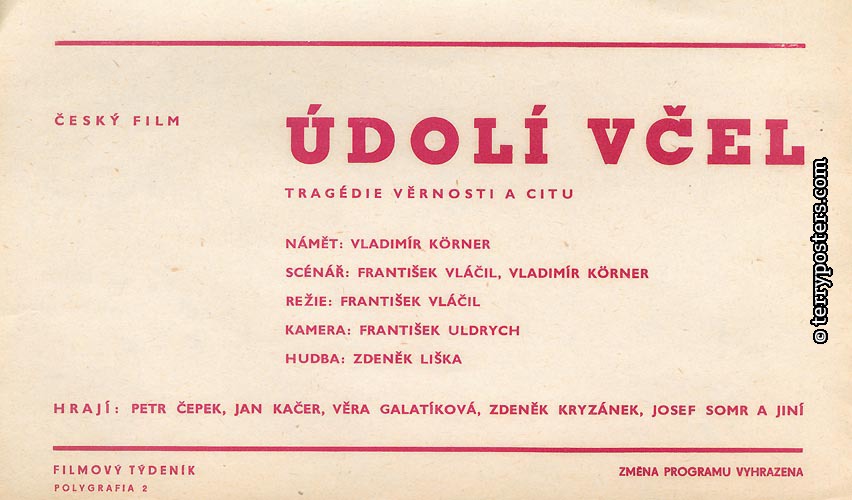 ČESKÝ FILM
ÚDOLÍ VČEL
TRAGÉDIE VĚRNOSTI A CITU
NÁMĚT: VLADIMÍR KÖRNER
SCÉNÁŘ: FRANTIŠEK VLÁČIL, VLADIMÍR KÖRNER
REŽIE: FRANTIŠEK VLÁČIL
KAMERA: FRANTIŠEK ULDRYCH
HUDBA: ZDENĚK LIŠKA
HRAJÍ: PETR ČEPEK, JAN KAČER, VĚRA GALATÍKOVÁ, ZDENĚK KRYZÁNEK, JOSEF SOMR A JINÍ
FILMOVÝ TÝDENÍK
POLYGRAFIA 2
ZMĚNA PROGRAMU VYHRAZENA
© terryposters.com